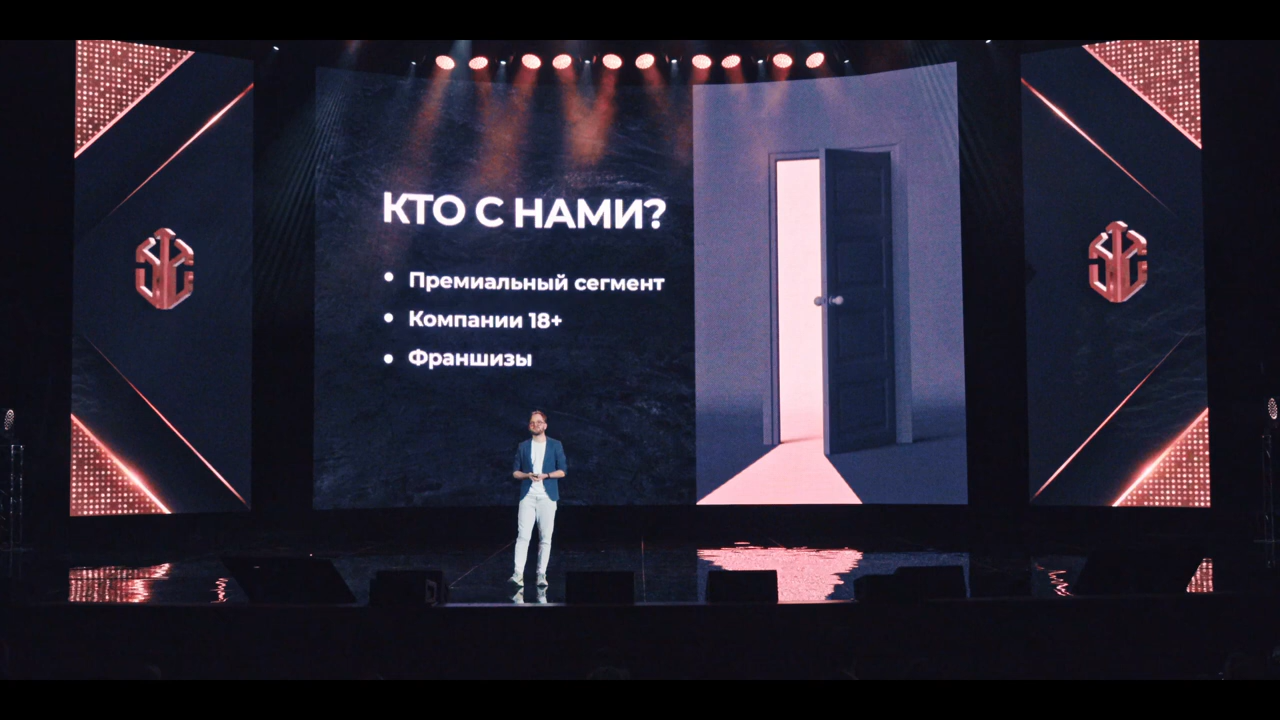 КТО С НАМИ?
Премиальный сегмент
Компании 18+
Франшизы